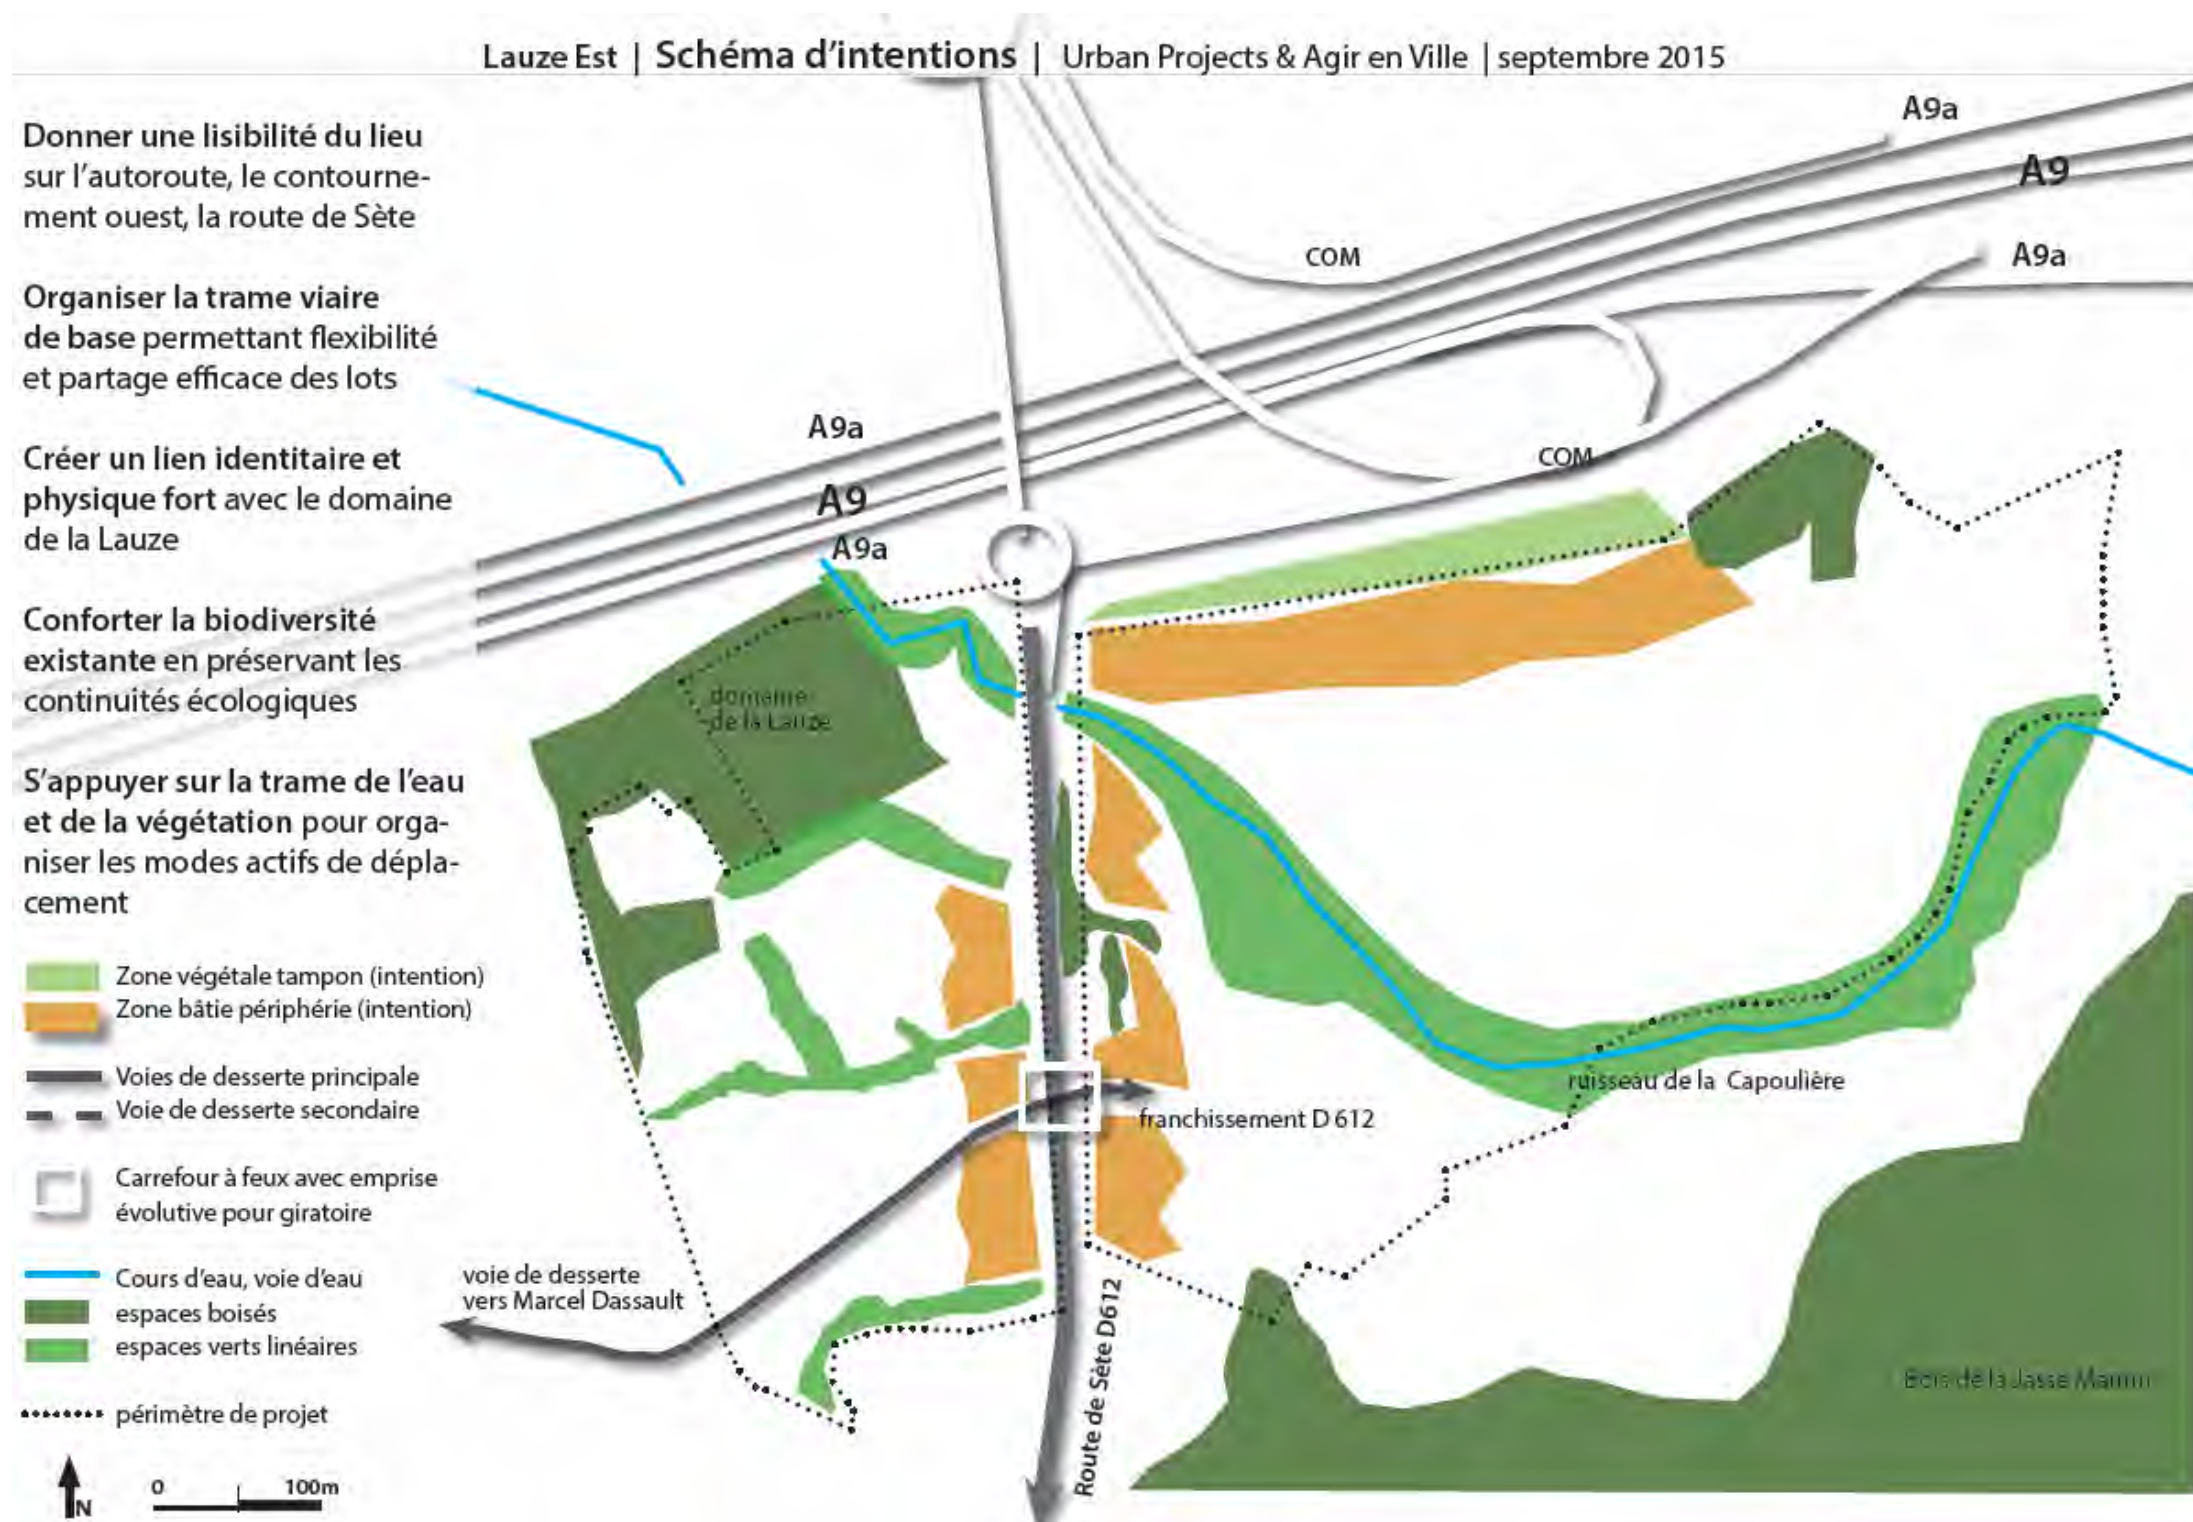 Lauze Est | Schéma d'intentions | Urban Projects & Agir en Ville | septembre 2015
Donner une lisibilité du lieu
sur l'autoroute, le contourne-
ment ouest, la route de Sète
Organiser la trame viaire
de base permettant flexibilité
et partage efficace des lots
Créer un lien identitaire et
physique fort avec le domaine
de la Lauze
Conforter la biodiversité
existante en préservant les
continuités écologiques
S'appuyer sur la trame de l'eau
et de la végétation pour orga-
niser les modes actifs de dépla-
cement
Zone végétale tampon (intention)
Zone bâtie périphérie (intention)
Voies de desserte principale
Voie de desserte secondaire
Carrefour à feux avec emprise
évolutive pour giratoire
Cours d'eau, voie d'eau
espaces boisés
espaces verts linéaires
périmètre de projet
N
0 100m
A9a
A9
A9a
COM
COM
A9a
A9
A9a
domaine
de la Lauze
ruisseau de la Capoulière
franchissement D 612
voie de desserte
vers Marcel Dassault
Route de Sète D612
Bois de la Jasse